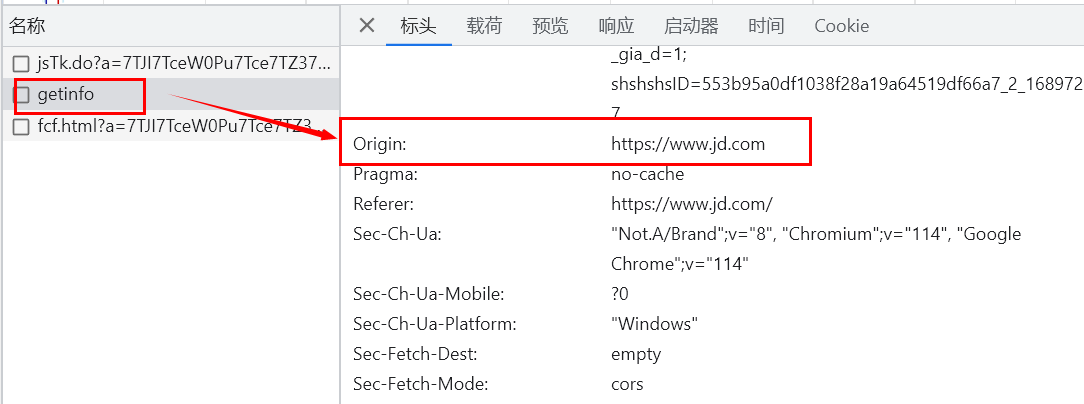 名称
标头 载荷 预览 响应 启动器 时间 Cookie
jsTk.do?a=7TJI7TceW0Pu7Tce7TZ37...
getinfo
fcf.html?a=7TJI7TceW0Pu7Tce7TZ3...
_gia_d=1;
shshshsID=553b95a0df1038f28a19a64519df66a7_2_168972
7
Origin: https://www.jd.com
Pragma: no-cache
Referer: https://www.jd.com/
Sec-Ch-Ua: "Not.A/Brand";v="8", "Chromium";v="114", "Google
Chrome";v="114"
Sec-Ch-Ua-Mobile: ?0
Sec-Ch-Ua-Platform: "Windows"
Sec-Fetch-Dest: empty
Sec-Fetch-Mode: cors